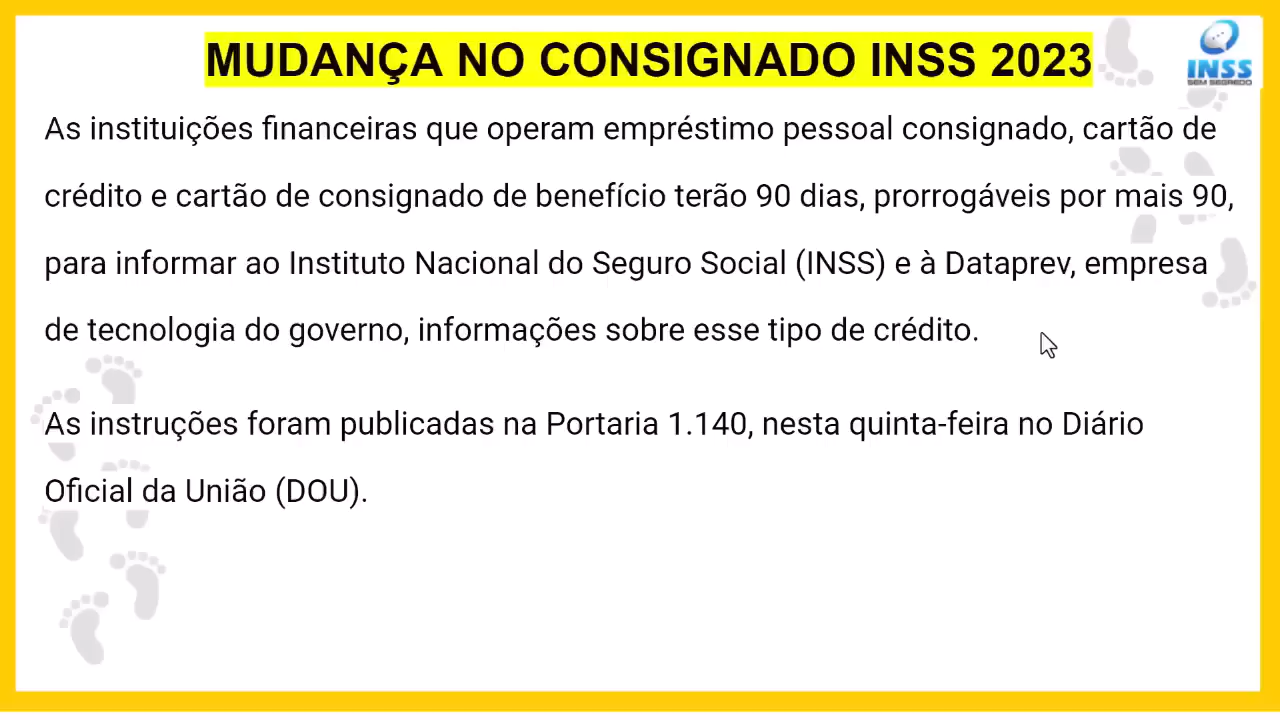 MUDANÇA NO CONSIGNADO INSS 2023
INSS
SEM SEGREDO
As instituições financeiras que operam empréstimo pessoal consignado, cartão de
crédito e cartão de consignado de benefício terão 90 dias, prorrogáveis por mais 90,
para informar ao Instituto Nacional do Seguro Social (INSS) e à Dataprev, empresa
de tecnologia do governo, informações sobre esse tipo de crédito.
As instruções foram publicadas na Portaria 1.140, nesta quinta-feira no Diário
Oficial da União (DOU).